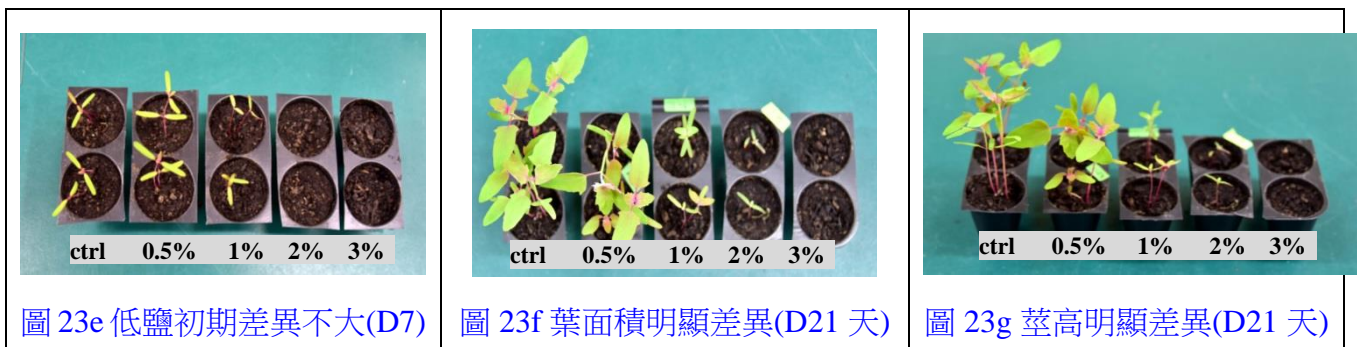 ctrl 0.5% 1% 2% 3%
圖 23e 低鹽初期差異不大(D7)
ctrl 0.5% 1% 2% 3%
圖 23f 葉面積明顯差異(D21 天)
ctrl 0.5% 1% 2% 3%
圖 23g 莖高明顯差異(D21 天)